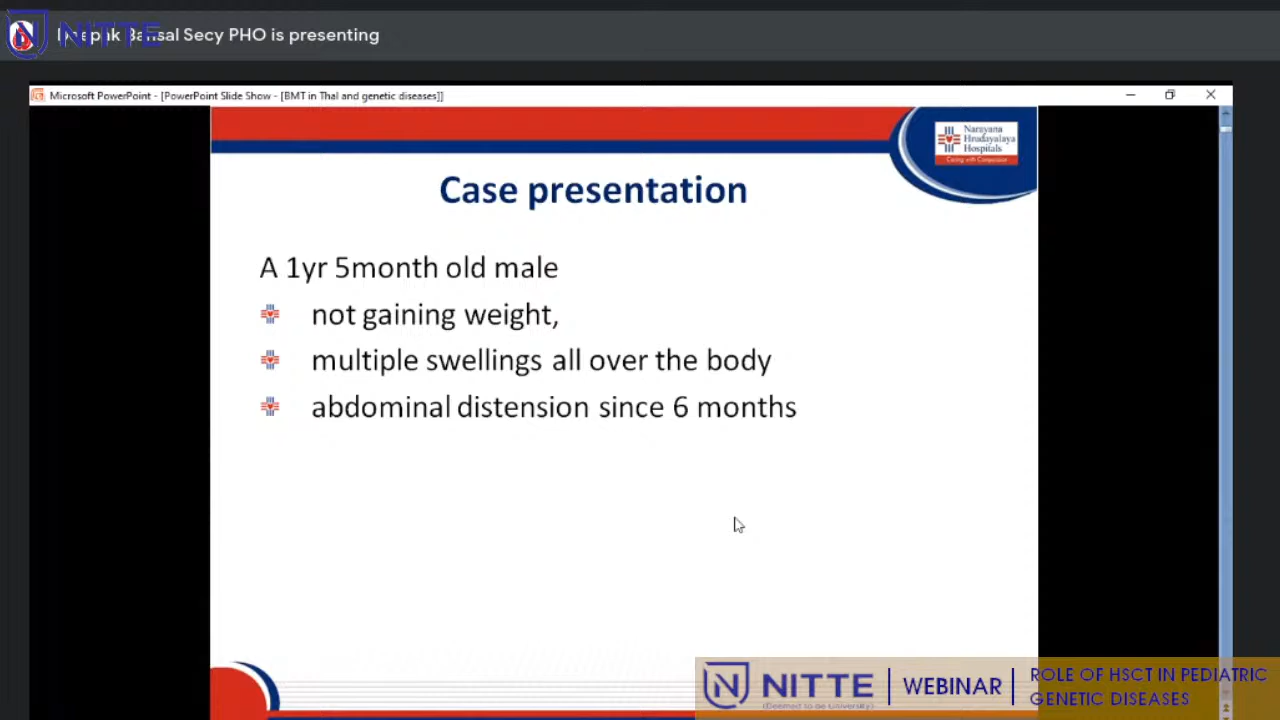 NITTE
Deepak Bansal Secy PHO is presenting
Microsoft PowerPoint - [PowerPoint Slide Show - [BMT in Thal and genetic diseases]]
Narayana
Hrudayalaya
Hospitals
Caring with Compassion
Case presentation
A 1yr 5month old male
not gaining weight,
multiple swellings all over the body
abdominal distension since 6 months
NITTE
(Deemed to be University)
WEBINAR
ROLE OF HSCT IN PEDIATRIC
GENETIC DISEASES